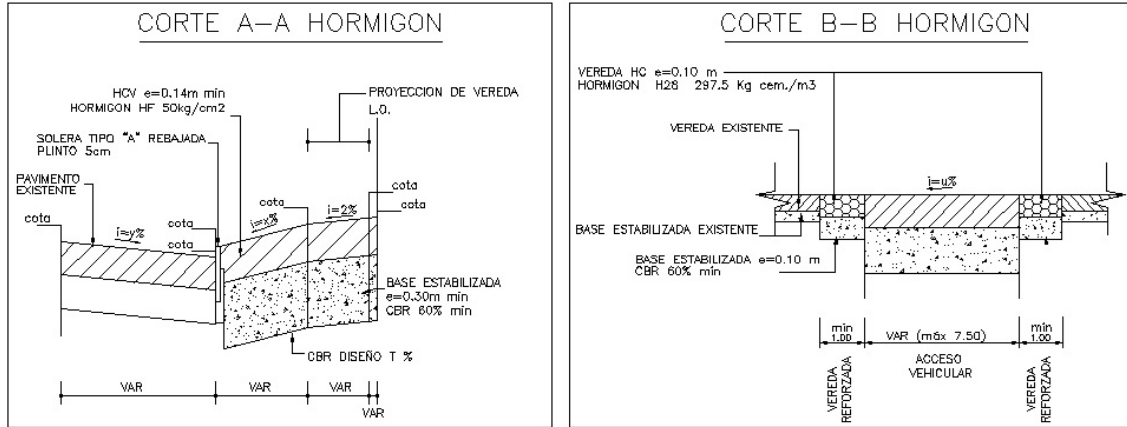 CORTE A-A HORMIGON
HCV e=0.14m min
HORMIGON HF 50kg/cm2
PROYECCION DE VEREDA
L.O.
SOLERA TIPO "A" REBAJADA
PLINTO 5cm
PAVIMENTO
EXISTENTE
cota
cota
cota
cota
cota
cota
i=y%
i=x%
i=2%
BASE ESTABILIZADA
e=0.30m min
CBR 60% min
CBR DISEÑO T %
VAR
VAR
VAR
VAR
CORTE B-B HORMIGON
VEREDA HC e=0.10 m
HORMIGON H28 297.5 Kg cem./m3
VEREDA EXISTENTE
i=u%
BASE ESTABILIZADA EXISTENTE
BASE ESTABILIZADA e=0.10 m
CBR 60% min
min
1.00
VAR (máx 7.50)
min
1.00
ACCESO
VEHICULAR
VEREDA
REFORZADA
VEREDA
REFORZADA